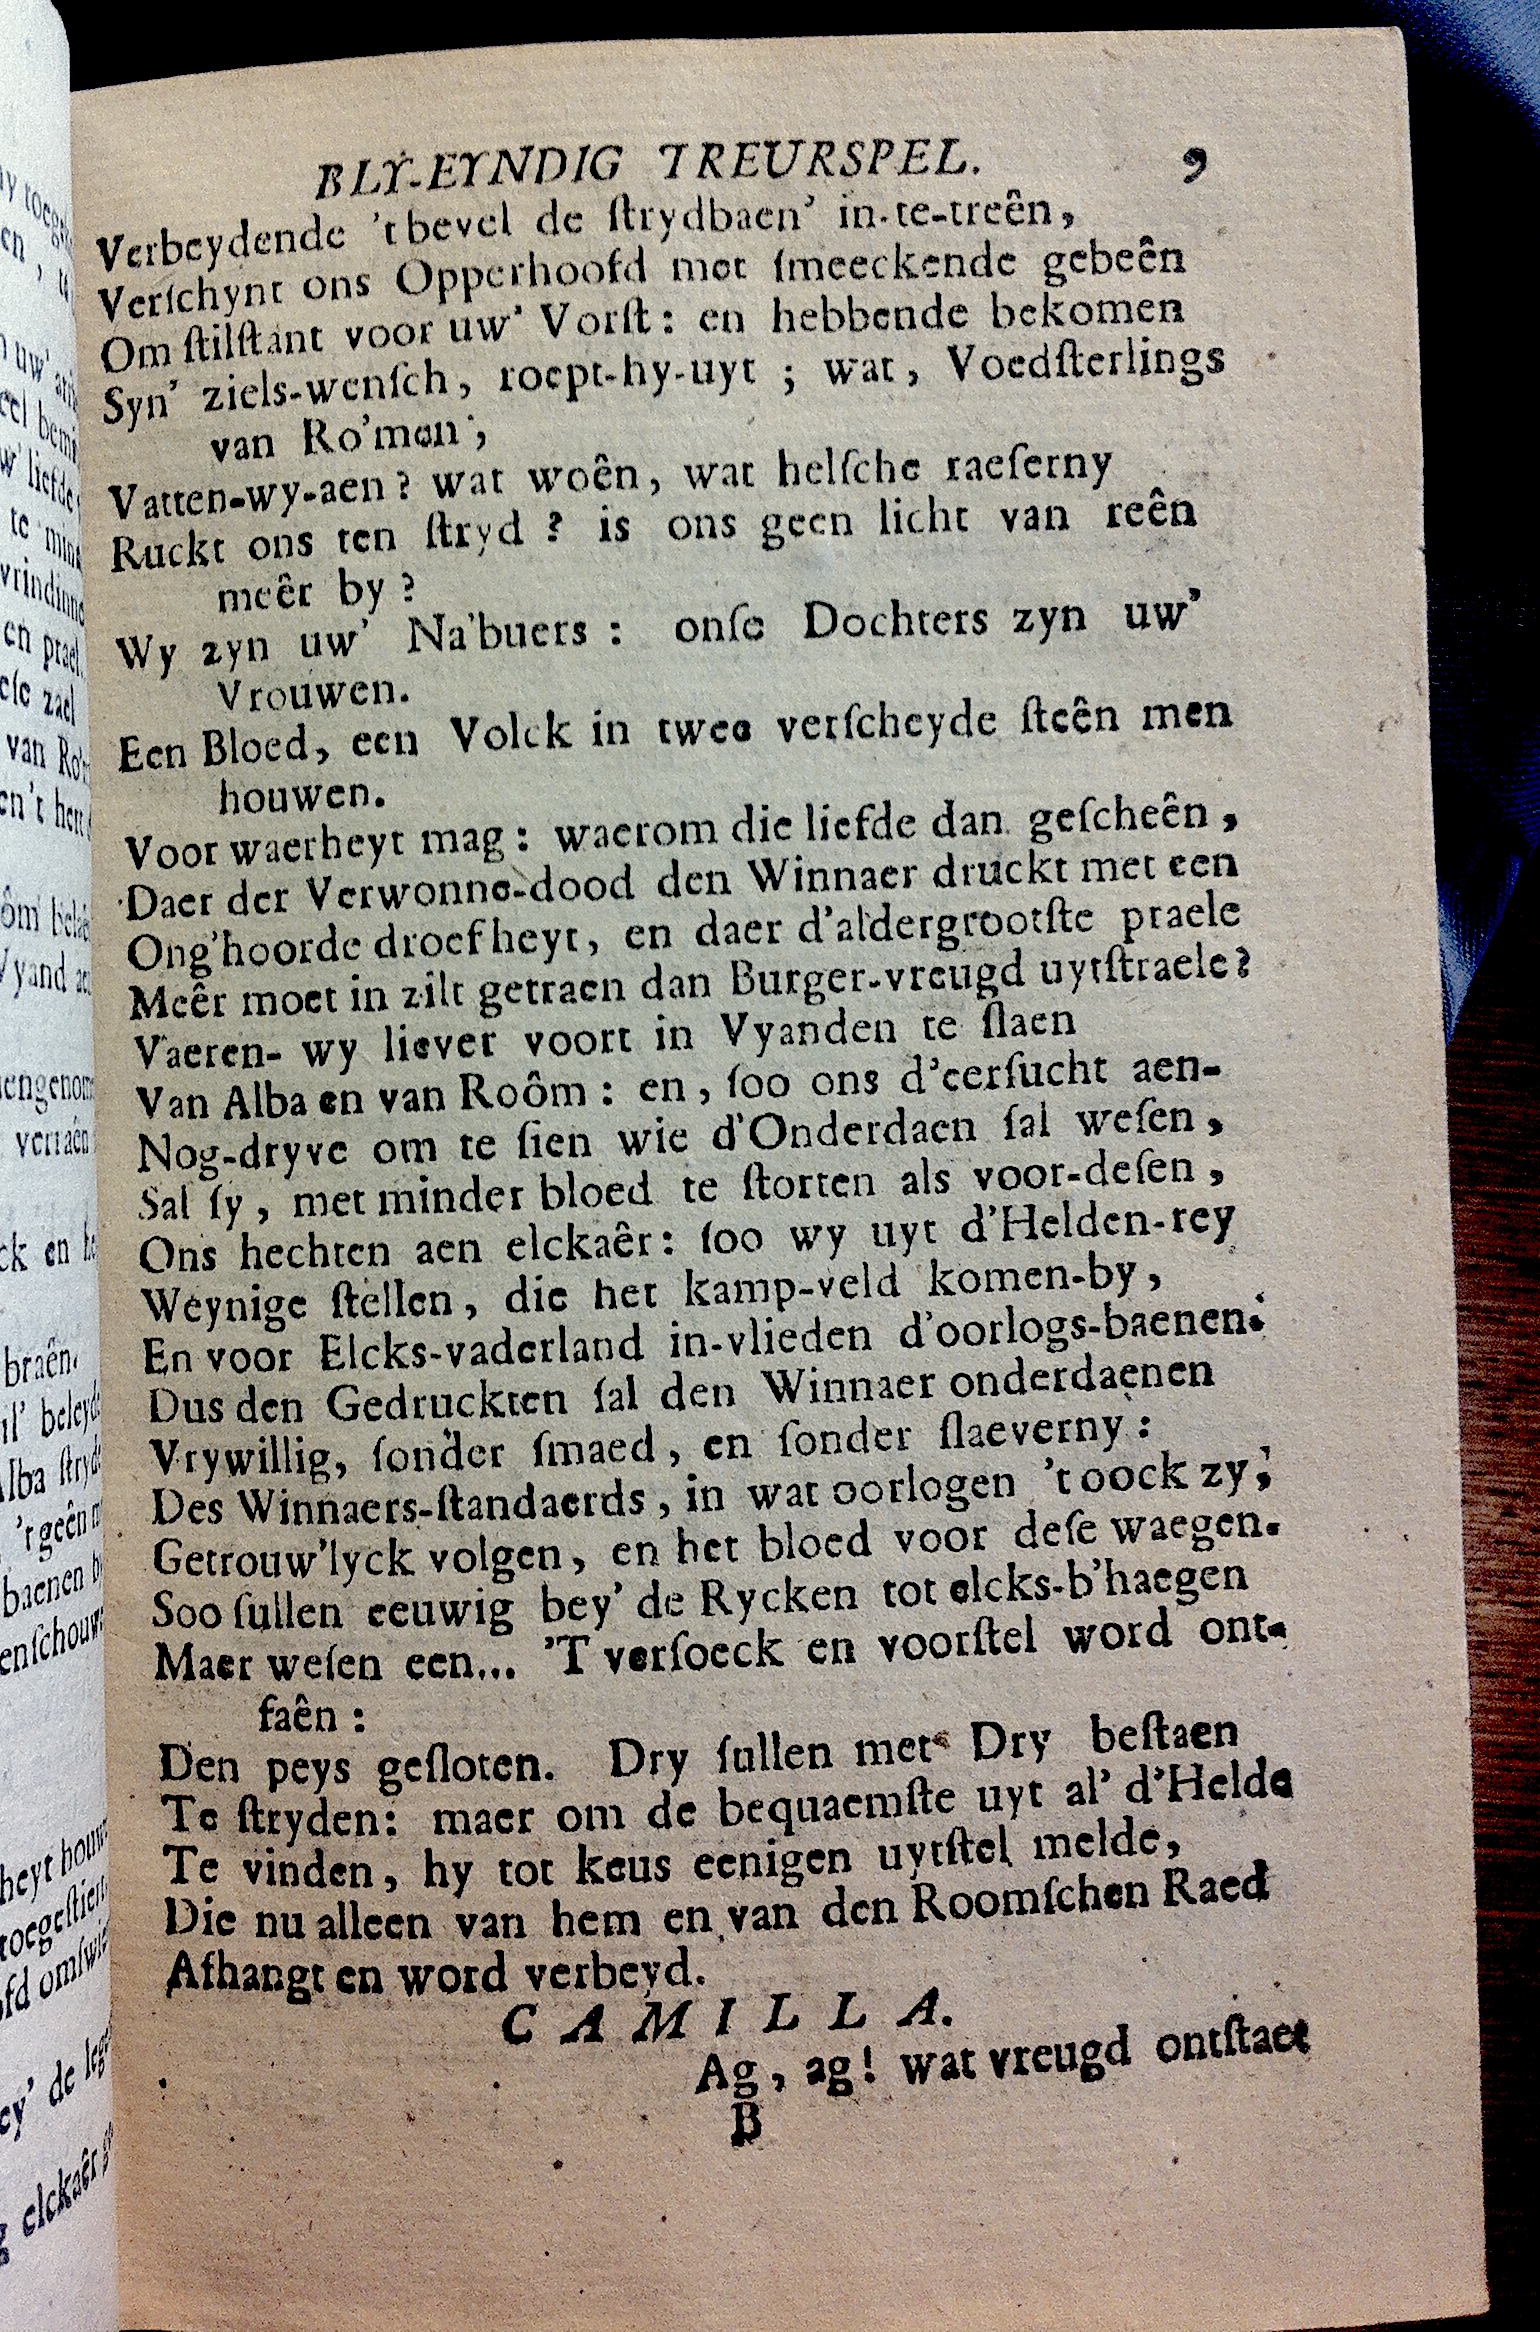 BLY-EYNDIG TREURSPEL. 9
Verbeydende 't bevel de ſtrydbaen' in-te-treên,
Verſchynt ons Opperhoofd met ſmeeckende gebeên
Om ſtilſtant voor uw' Vorſt: en hebbende bekomen
Syn' ziels-wenſch, roept-hy-uyt ; wat, Voedſterlings
van Ro'men,
Vatten-wy-aen? wat woên, wat helſche raeſerny
Ruckt ons ten ſtryd ? is ons geen licht van reên
meêr by ?
Wy zyn uw' Na'buers : onſe Dochters zyn uw'
Vrouwen.
Een Bloed, een Volck in twee verſcheyde ſteên men
houwen.
Voor waerheyt mag: waerom die liefde dan geſcheên,
Daer der Verwonne-dood den Winnaer druckt met een
Ong'hoorde droefheyt, en daer d'aldergrootſte praele
Meêr moet in zilt getraen dan Burger-vreugd uytſtraele?
Vaeren- wy liever voort in Vyanden te ſlaen
Van Alba en van Roôm : en, ſoo ons d'eerſucht aen-
Nog-dryve om te ſien wie d'Onderdaen ſal weſen,
Sal ſy, met minder bloed te ſtorten als voor-deſen,
Ons hechten aen elckaêr: ſoo wy uyt d'Helden-rey
Weynige ſtellen, die het kamp-veld komen-by,
En voor Elcks-vaderland in-vlieden d'oorlogs-baenen:
Dus den Gedruckten ſal den Winnaer onderdaenen
Vrywillig, ſonder ſmaed, en ſonder ſlaeverny:
Des Winnaers-ſtandaerds, in wat oorlogen 't oock zy,
Getrouw'lyck volgen, en het bloed voor deſe waegen.
Soo ſullen eeuwig bey' de Rycken tot elcks-b'haegen
Maer weſen een... 'T verſoeck en voorſtel word ont-
faên :
Den peys geſloten. Dry ſullen met Dry beſtaen
Te ſtryden: maer om de bequaemſte uyt al' d'Helde
Te vinden, hy tot keus eenigen uytſtel melde,
Die nu alleen van hem en van den Roomſchen Raed
Afhangt en word verbeyd.
CAMILLA.
Ag, ag! wat vreugd ontſtaet
B